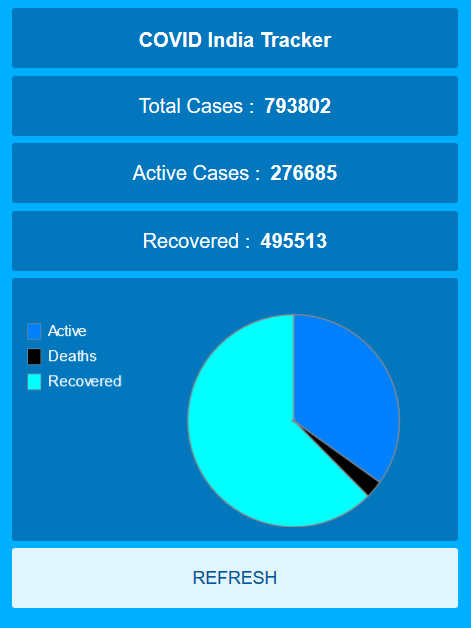 COVID India Tracker
Total Cases : 793802
Active Cases : 276685
Recovered : 495513
Active
Deaths
Recovered
REFRESH